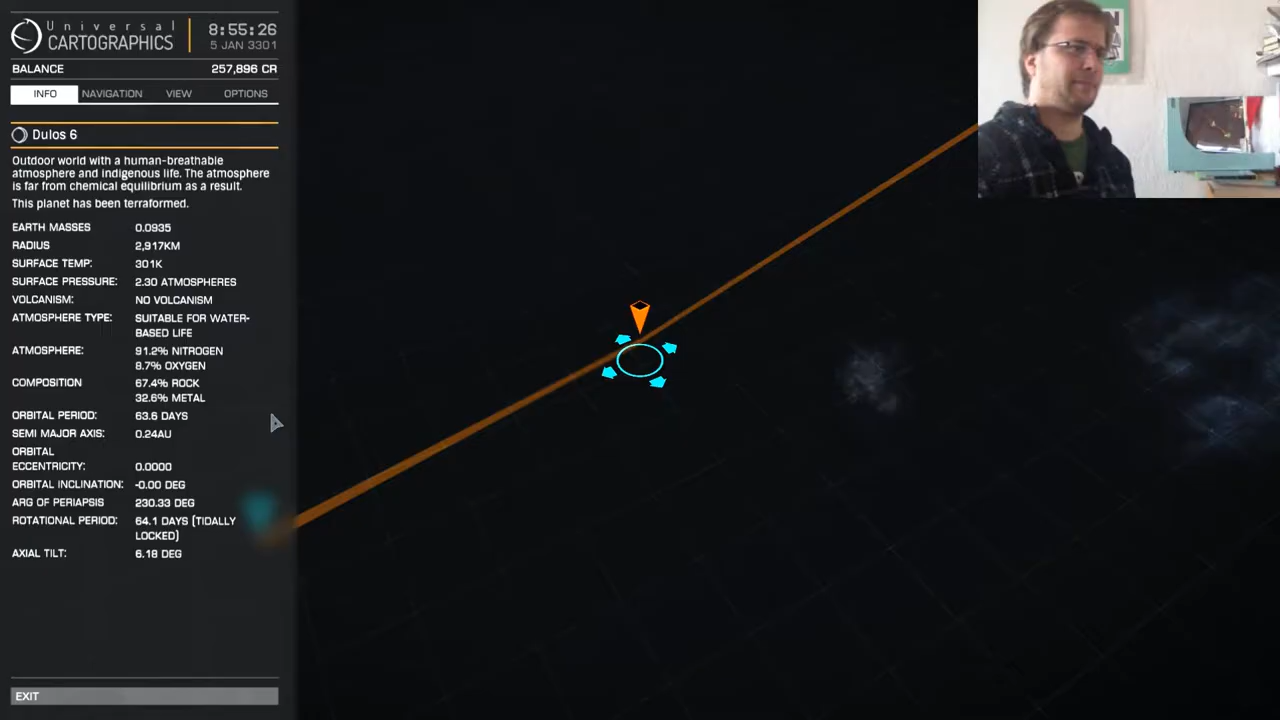 Universal
CARTOGRAPHICS
8:55:26
5 JAN 3301
BALANCE 257,896 CR
INFO NAVIGATION VIEW OPTIONS
Dulos 6
Outdoor world with a human-breathable
atmosphere and indigenous life. The atmosphere
is far from chemical equilibrium as a result.
This planet has been terraformed.
EARTH MASSES 0.0935
RADIUS 2,917KM
SURFACE TEMP: 301K
SURFACE PRESSURE: 2.30 ATMOSPHERES
VOLCANISM: NO VOLCANISM
ATMOSPHERE TYPE: SUITABLE FOR WATER-
BASED LIFE
ATMOSPHERE: 91.2% NITROGEN
8.7% OXYGEN
COMPOSITION 67.4% ROCK
32.6% METAL
ORBITAL PERIOD: 63.6 DAYS
SEMI MAJOR AXIS: 0.24AU
ORBITAL
ECCENTRICITY: 0.0000
ORBITAL INCLINATION: -0.00 DEG
ARG OF PERIAPSIS 230.33 DEG
ROTATIONAL PERIOD: 64.1 DAYS (TIDALLY
LOCKED)
AXIAL TILT: 6.18 DEG
EXIT